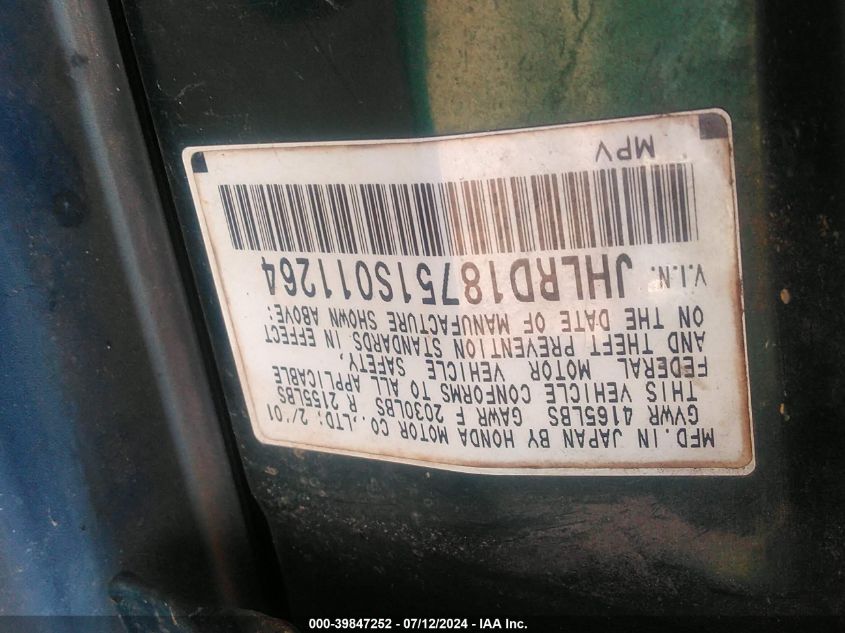 MFD. IN JAPAN BY HONDA MOTOR CO.,LTD; 2/'01
GVWR 4165LBS GAWR F 2030LBS R 2155LBS
THIS VEHICLE CONFORMS TO ALL APPLICABLE
FEDERAL MOTOR VEHICLE SAFETY,
AND THEFT PREVENTION STANDARDS IN EFFECT
ON THE DATE OF MANUFACTURE SHOWN ABOVE:
V.I.N. JHLRD18751S011264
MPV
000-39847252 - 07/12/2024 - IAA Inc.